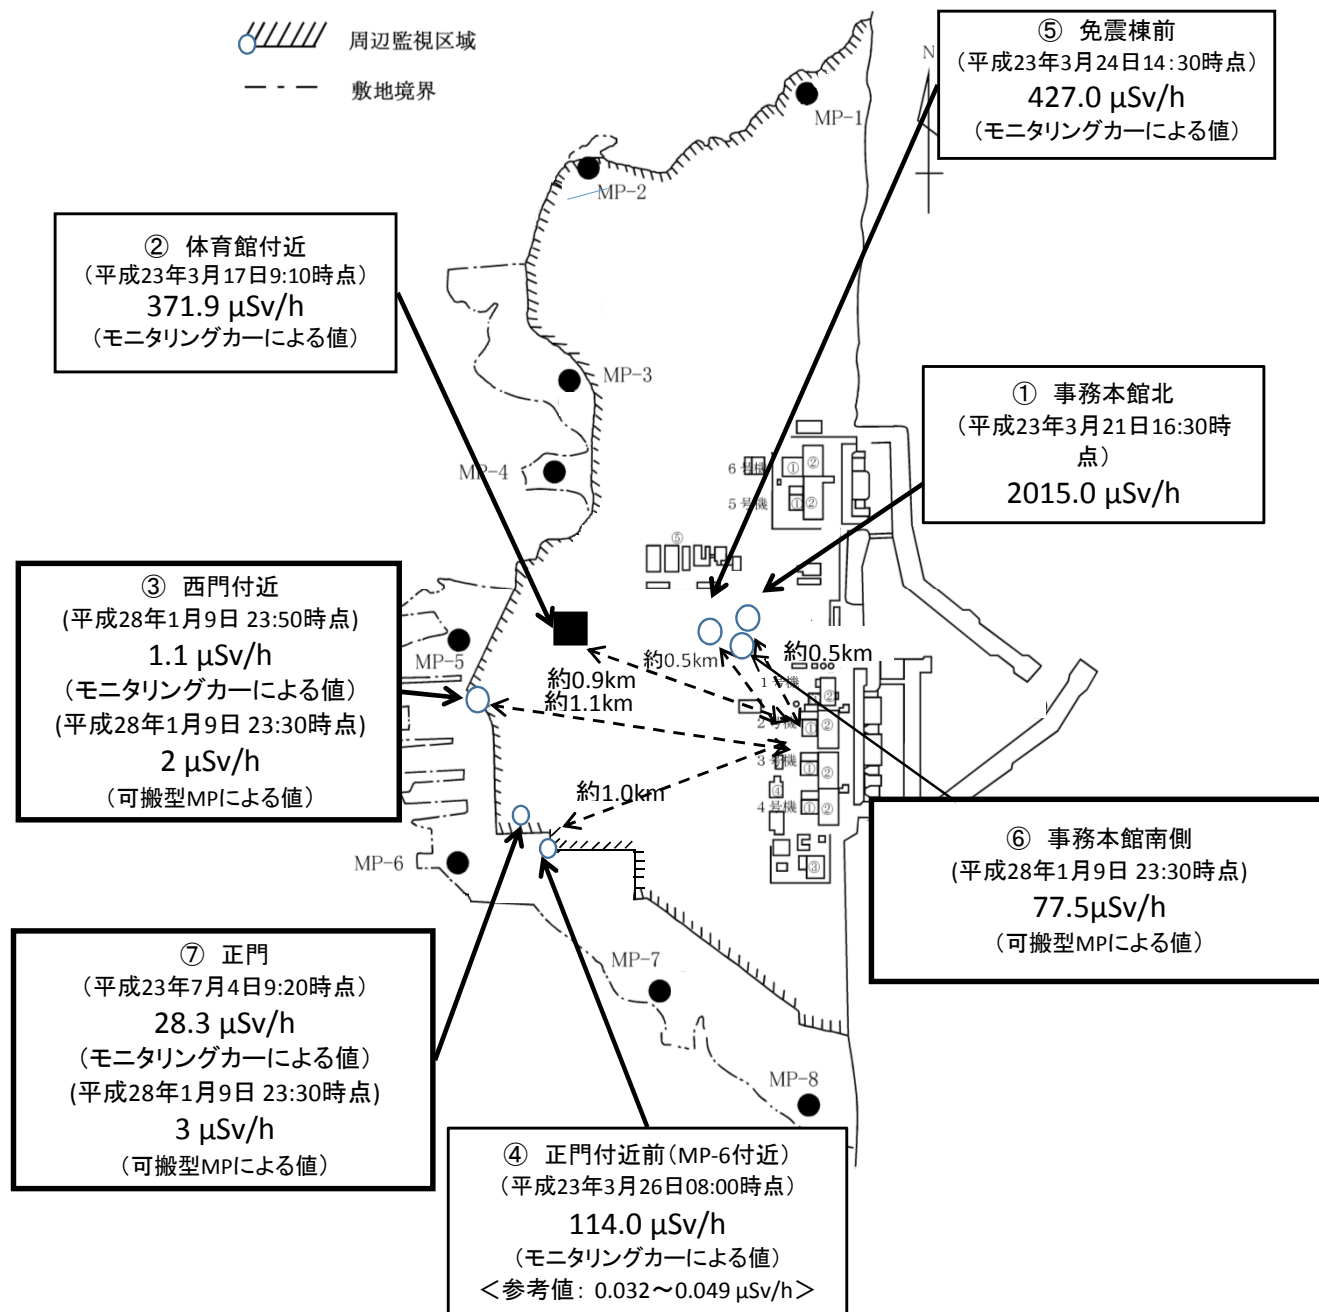 周辺監視区域
敷地境界
⑤ 免震棟前
（平成23年3月24日14:30時点）
427.0 μSv/h
（モニタリングカーによる値）
N
MP-1
MP-2
② 体育館付近
（平成23年3月17日9:10時点）
371.9 μSv/h
（モニタリングカーによる値）
MP-3
① 事務本館北
（平成23年3月21日16:30時
点）
2015.0 μSv/h
MP-4
6号機
①
②
5号機
①
②
⑤
③ 西門付近
(平成28年1月9日 23:50時点)
1.1 μSv/h
（モニタリングカーによる値）
(平成28年1月9日 23:30時点)
2 μSv/h
（可搬型MPによる値）
MP-5
約0.5km
約0.5km
約0.9km
約1.1km
1号機
②
2号機
①
②
3号機
①
②
④
4号機
①
②
③
約1.0km
MP-6
⑥ 事務本館南側
(平成28年1月9日 23:30時点)
77.5μSv/h
（可搬型MPによる値）
⑦ 正門
（平成23年7月4日9:20時点）
28.3 μSv/h
（モニタリングカーによる値）
(平成28年1月9日 23:30時点)
3 μSv/h
（可搬型MPによる値）
MP-7
MP-8
④ 正門付近前（MP-6付近）
（平成23年3月26日08:00時点）
114.0 μSv/h
（モニタリングカーによる値）
＜参考値： 0.032～0.049 μSv/h＞